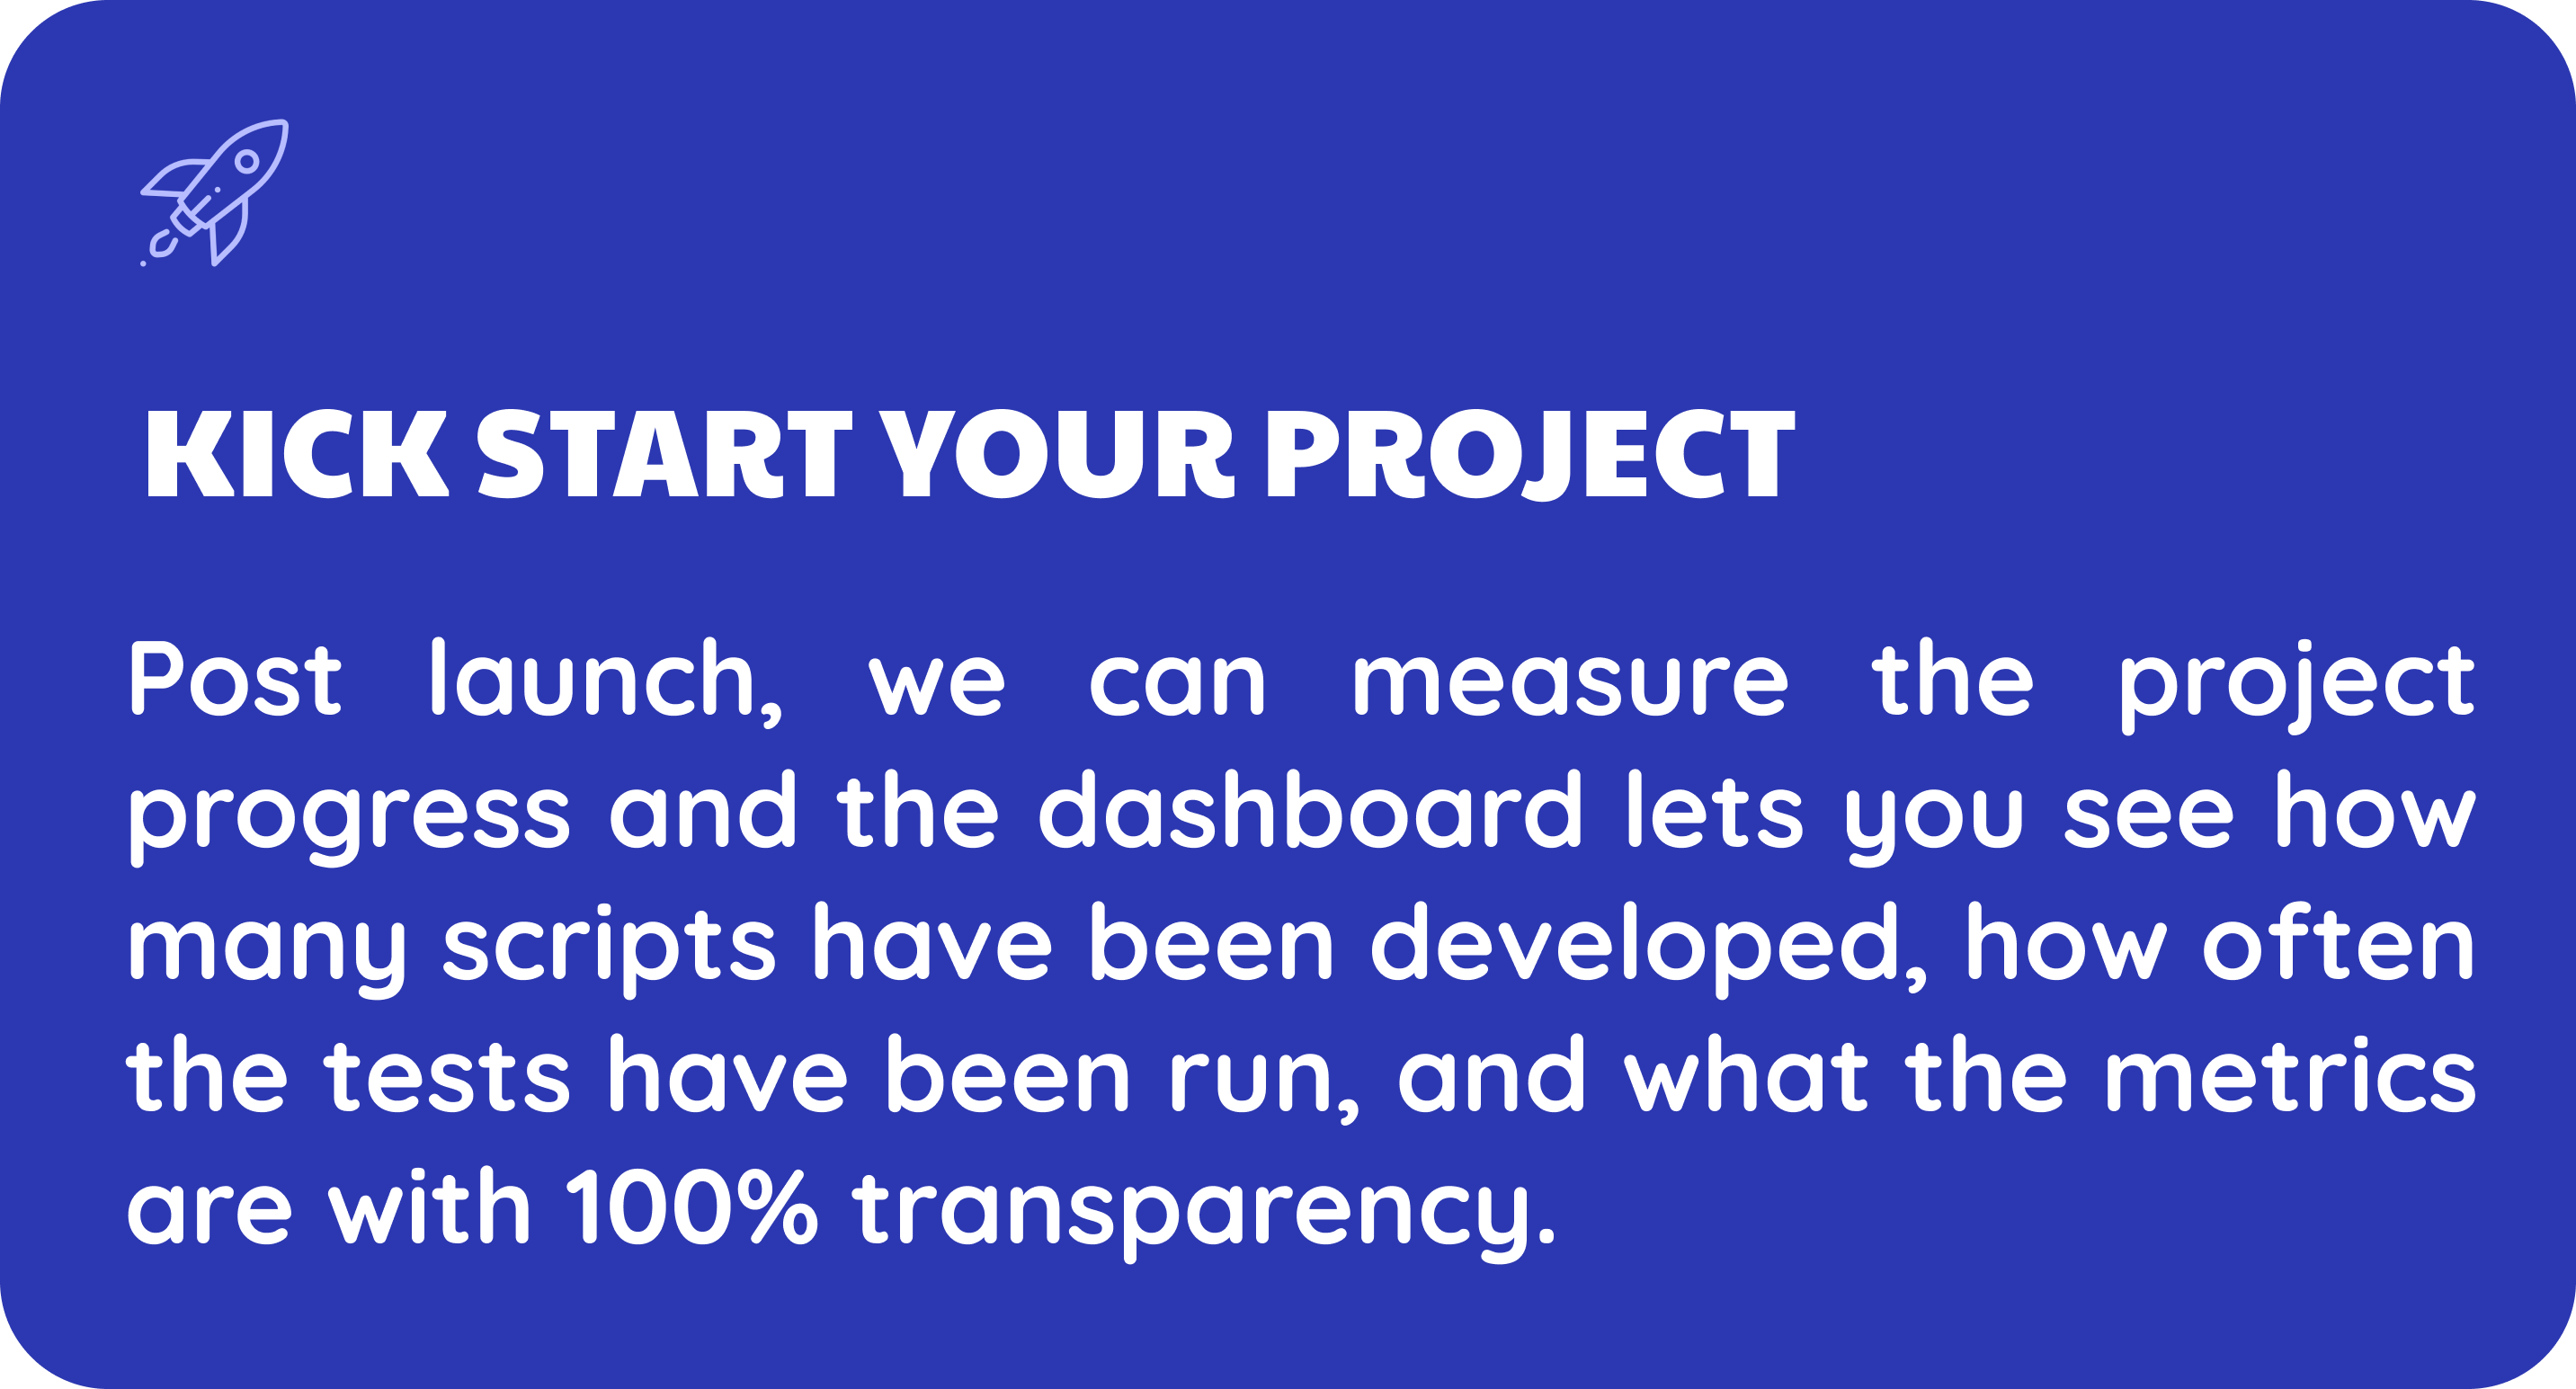 KICK START YOUR PROJECT
Post launch, we can measure the project
progress and the dashboard lets you see how
many scripts have been developed, how often
the tests have been run, and what the metrics
are with 100% transparency.